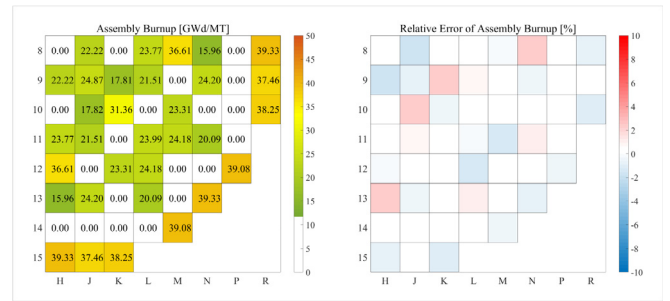 Assembly Burnup [GWd/MT]
8 0.00 22.22 0.00 23.77 36.61 15.96 0.00 39.33
9 22.22 24.87 17.81 21.51 0.00 24.20 0.00 37.46
10 0.00 17.82 31.36 0.00 23.31 0.00 0.00 38.25
11 23.77 21.51 0.00 23.99 24.18 20.09 0.00
12 36.61 0.00 23.31 24.18 0.00 0.00 39.08
13 15.96 24.20 0.00 20.09 0.00 39.33
14 0.00 0.00 0.00 0.00 39.08
15 39.33 37.46 38.25
H J K L M N P R
50
45
40
35
30
25
20
15
10
5
0
Relative Error of Assembly Burnup [%]
8
9
10
11
12
13
14
15
H J K L M N P R
10
8
6
4
2
0
-2
-4
-6
-8
-10